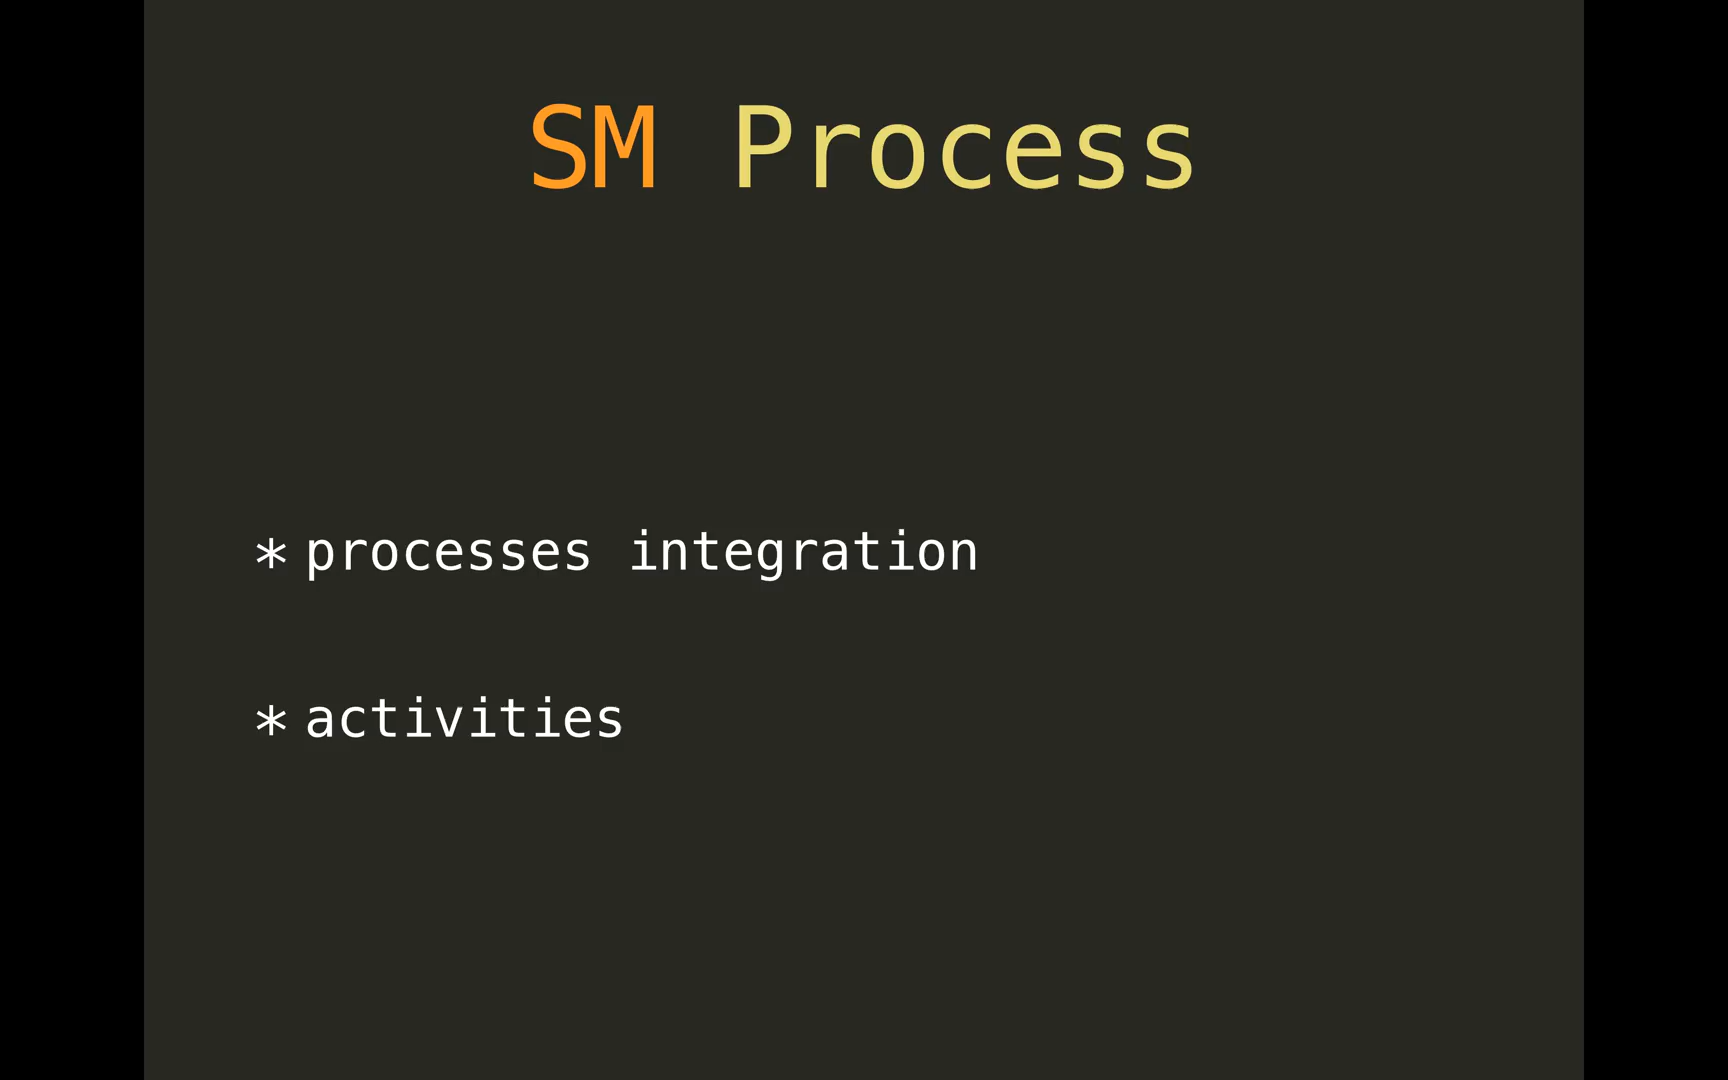 SM Process
* processes integration
* activities